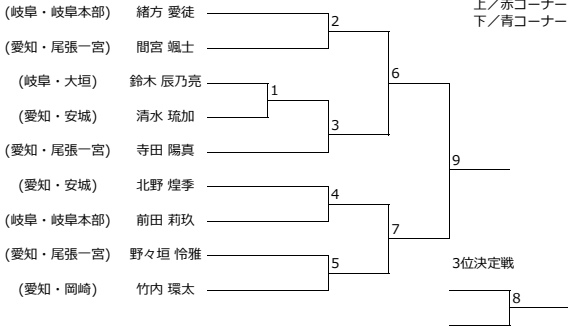 上／赤コーナー
下／青コーナー
(岐阜・岐阜本部) 緒方 愛徒
2
(愛知・尾張一宮) 間宮 颯士
6
(岐阜・大垣) 鈴木 辰乃亮
1
(愛知・安城) 清水 琉加
3
(愛知・尾張一宮) 寺田 陽真
9
(愛知・安城) 北野 煌季
4
(岐阜・岐阜本部) 前田 莉玖
7
(愛知・尾張一宮) 野々垣 怜雅
5
3位決定戦
(愛知・岡崎) 竹内 環太
8